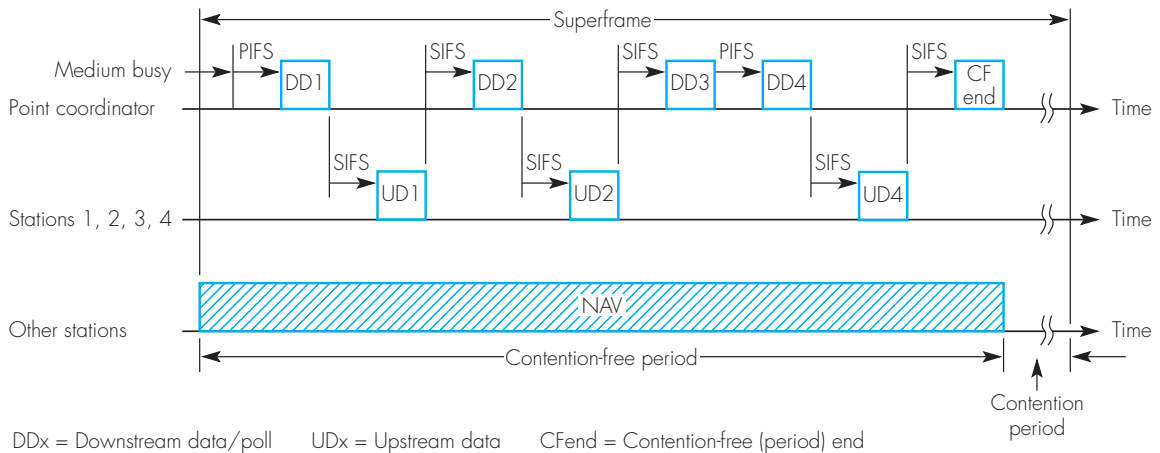 Superframe
PIFS SIFS SIFS PIFS SIFS
Medium busy DD1 DD2 DD3 DD4 CF end
Point coordinator Time
SIFS SIFS SIFS
UD1 UD2 UD4
Stations 1, 2, 3, 4 Time
NAV
Other stations Time
Contention-free period
Contention
period
DDx = Downstream data/poll UDx = Upstream data CFend = Contention-free (period) end